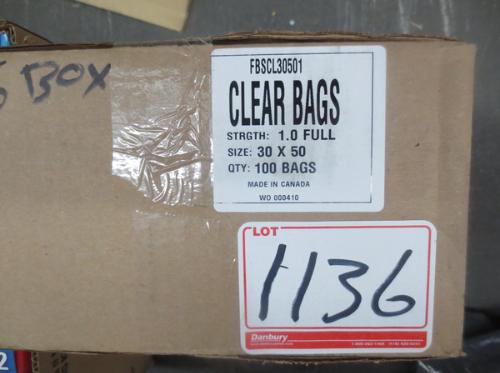 BOX
FBSCL30501
CLEAR BAGS
STRGTH: 1.0 FULL
SIZE: 30 X 50
QTY: 100 BAGS
MADE IN CANADA
WO 000410
LOT
1136
Danbury
2